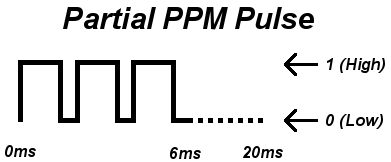 Partial PPM Pulse
1 (High)
0 (Low)
0ms 6ms 20ms